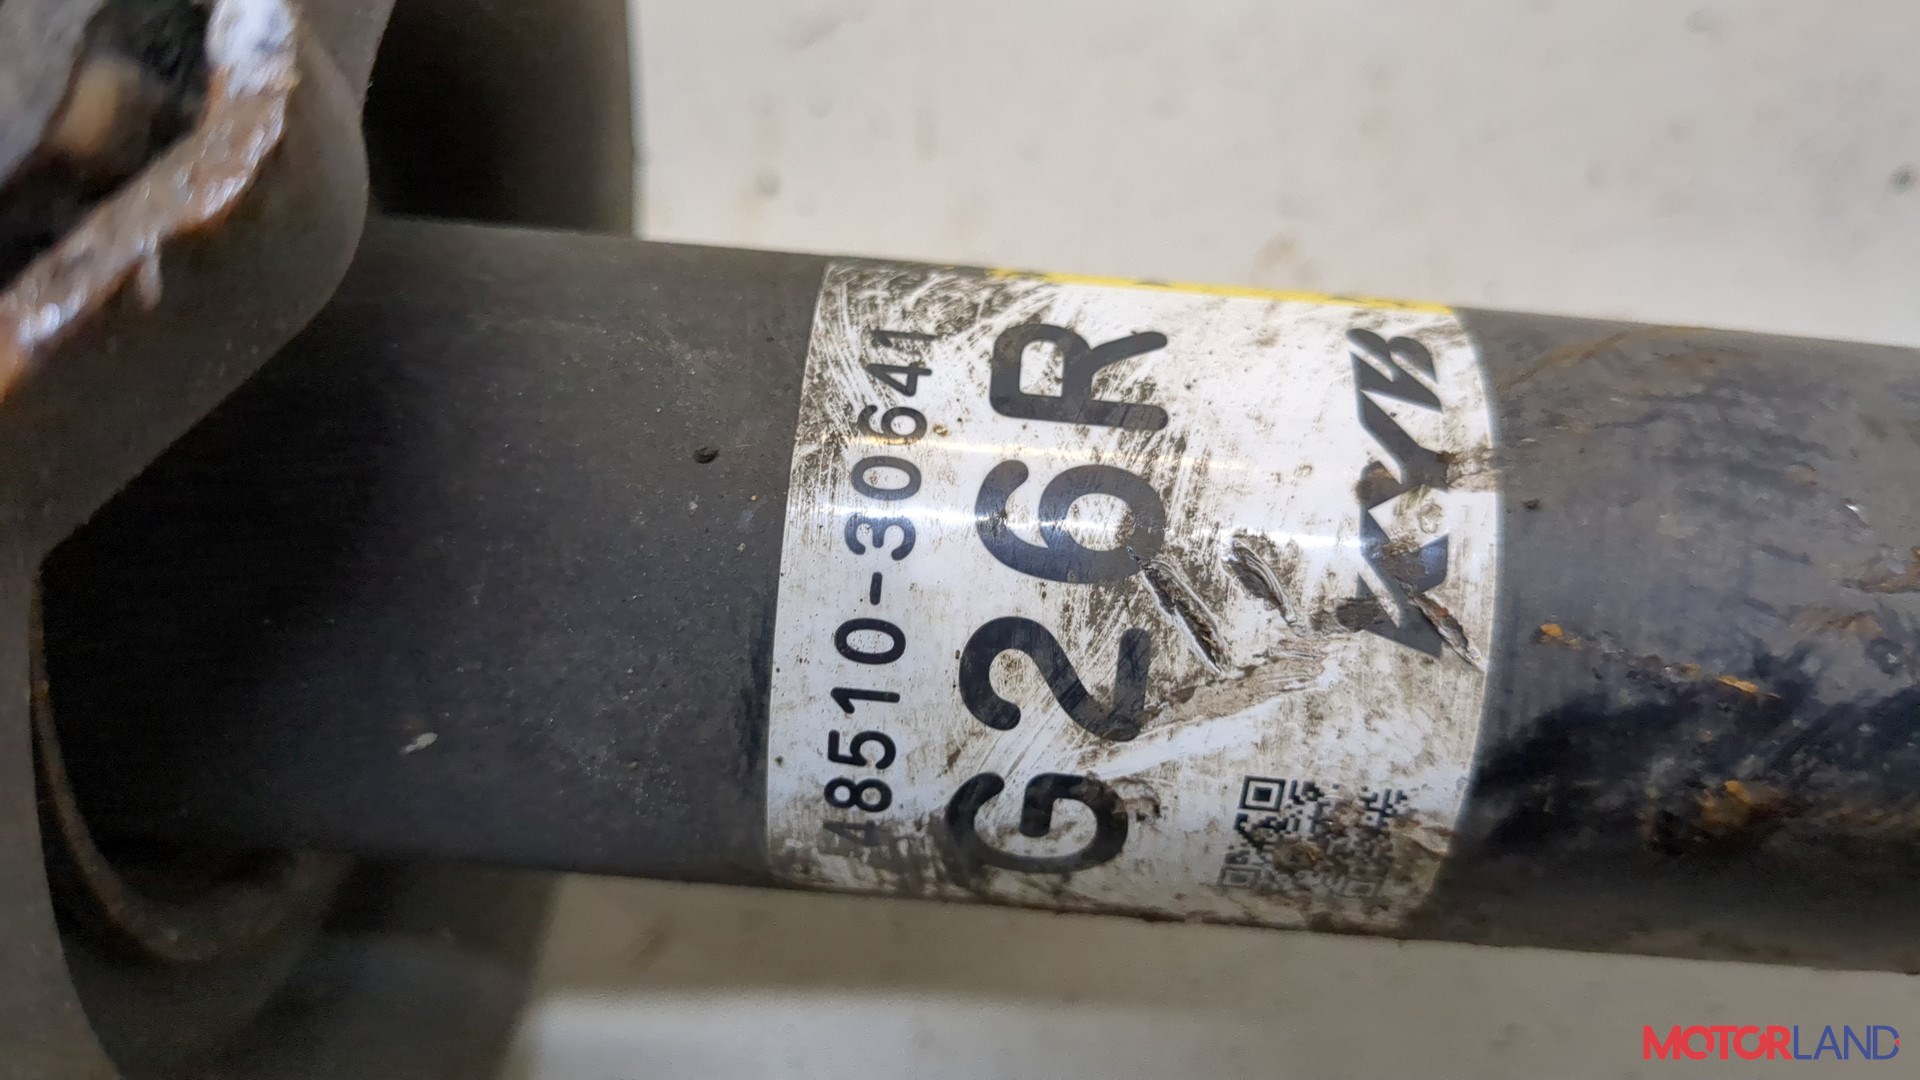 48510-30641
G26R
KYB
MOTORLAND